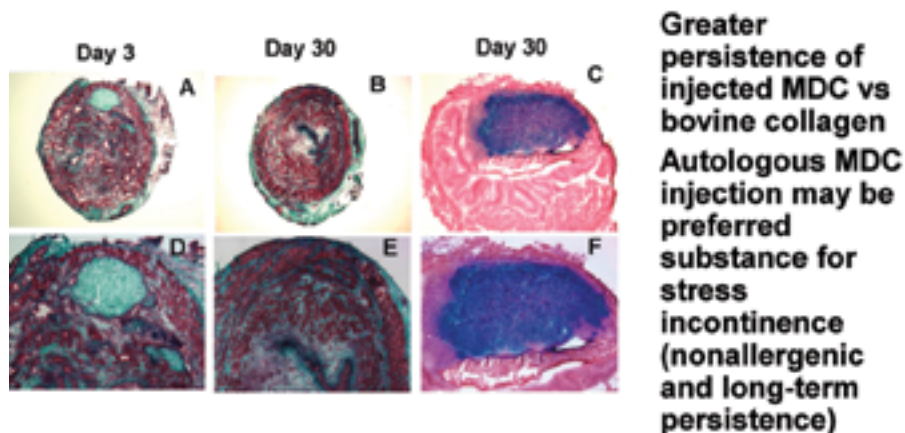 Day 3
Day 30
Day 30
A
B
C
D
E
F
Greater
persistence of
injected MDC vs
bovine collagen
Autologous MDC
injection may be
preferred
substance for
stress
incontinence
(nonallergenic
and long-term
persistence)